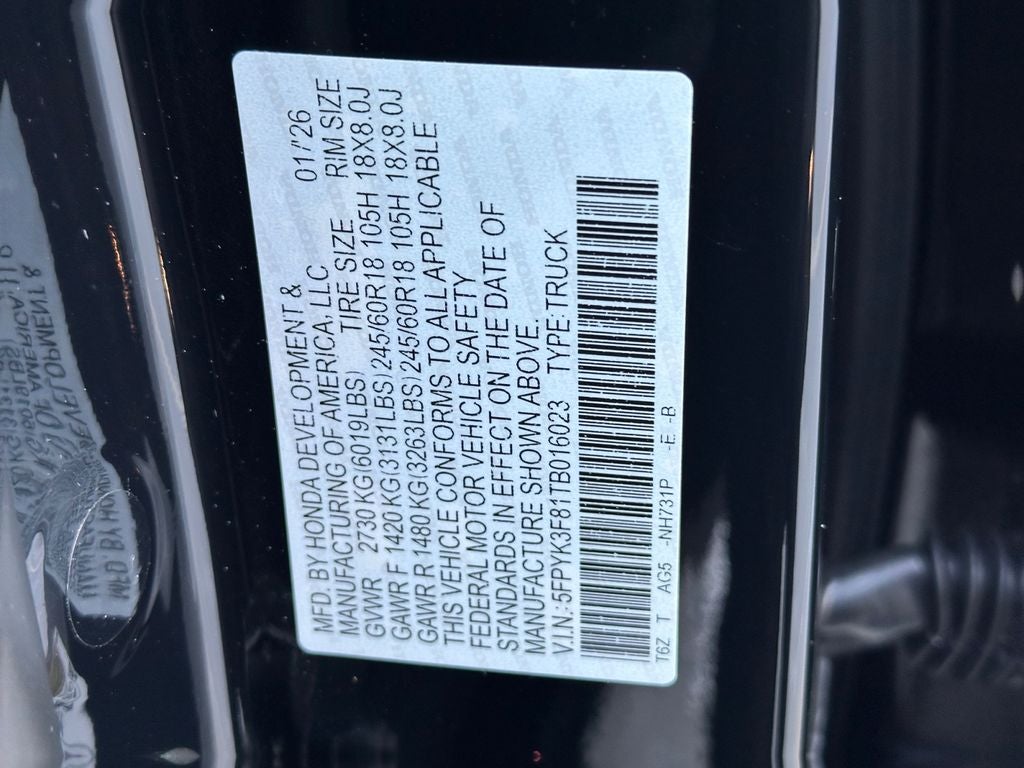 MFD. BY HONDA DEVELOPMENT & 01/'26
MANUFACTURING OF AMERICA, LLC
TIRE SIZE RIM SIZE
GVWR 2730 KG(6019LBS)
GAWR F 1420 KG(3131LBS) 245/60R18 105H 18X8.0J
GAWR R 1480 KG(3263LBS) 245/60R18 105H 18X8.0J
THIS VEHICLE CONFORMS TO ALL APPLICABLE
FEDERAL MOTOR VEHICLE SAFETY
STANDARDS IN EFFECT ON THE DATE OF
MANUFACTURE SHOWN ABOVE.
V.I.N.:5FPYK3F81TB016023 TYPE:TRUCK
T6Z T AG5 -NH731P -E -B